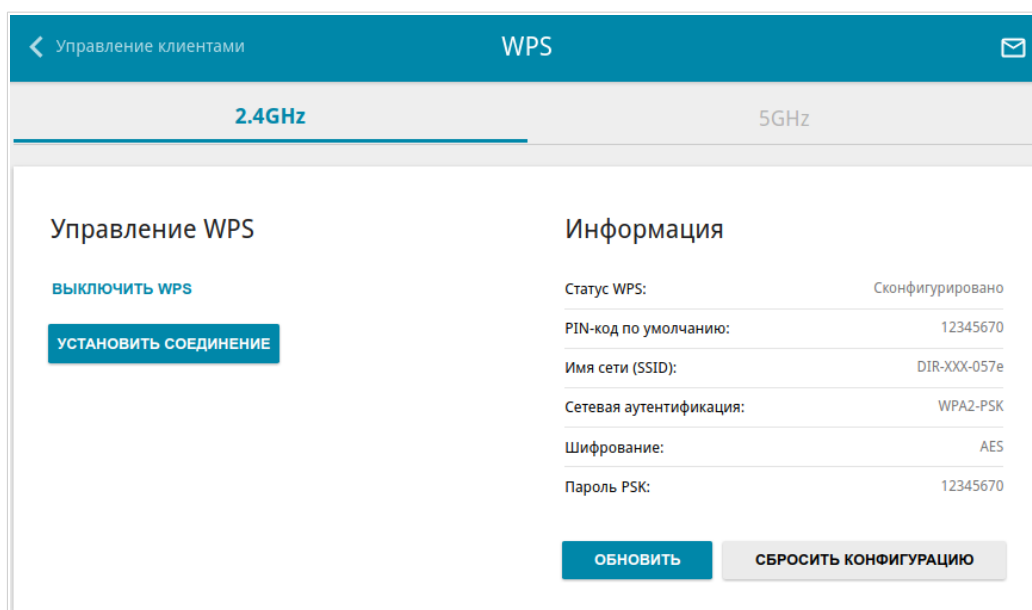 Управление клиентами
WPS
2.4GHz
5GHz
Управление WPS
ВЫКЛЮЧИТЬ WPS
УСТАНОВИТЬ СОЕДИНЕНИЕ
Информация
Статус WPS: Сконфигурировано
PIN-код по умолчанию: 12345670
Имя сети (SSID): DIR-XXX-057e
Сетевая аутентификация: WPA2-PSK
Шифрование: AES
Пароль PSK: 12345670
ОБНОВИТЬ
СБРОСИТЬ КОНФИГУРАЦИЮ